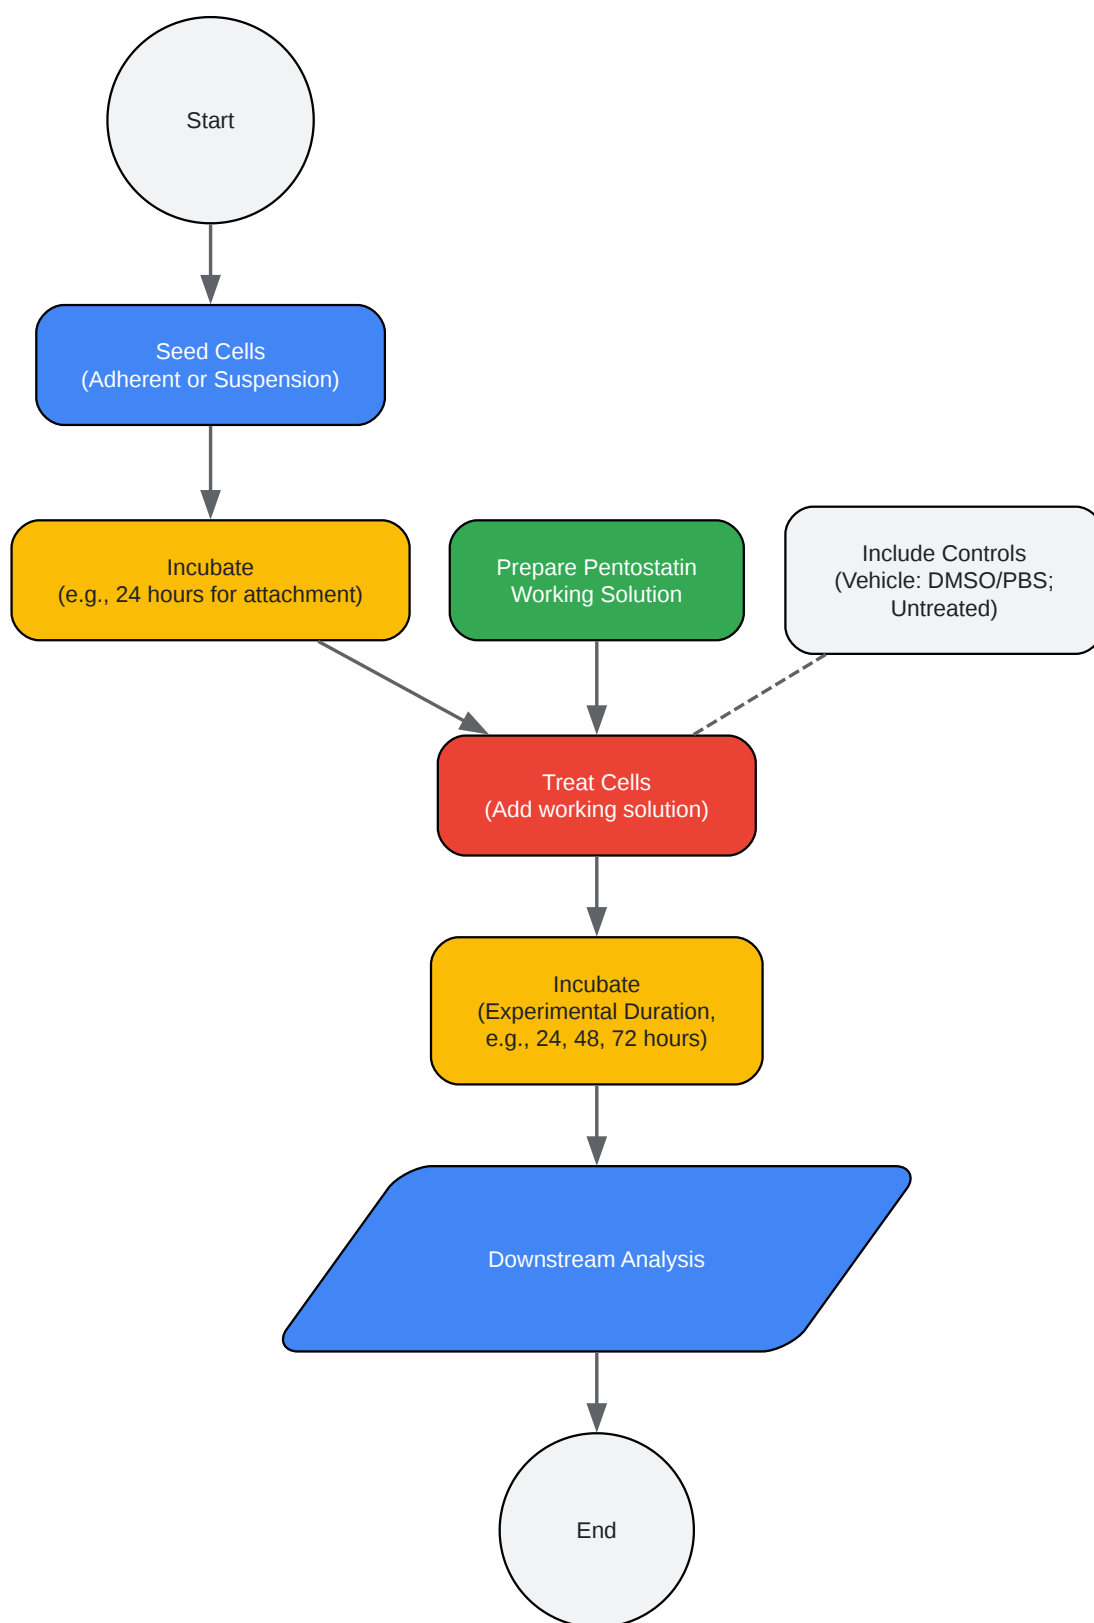 Start
Seed Cells
(Adherent or Suspension)
Incubate
(e.g., 24 hours for attachment)
Prepare Pentostatin
Working Solution
Include Controls
(Vehicle: DMSO/PBS;
Untreated)
Treat Cells
(Add working solution)
Incubate
(Experimental Duration,
e.g., 24, 48, 72 hours)
Downstream Analysis
End